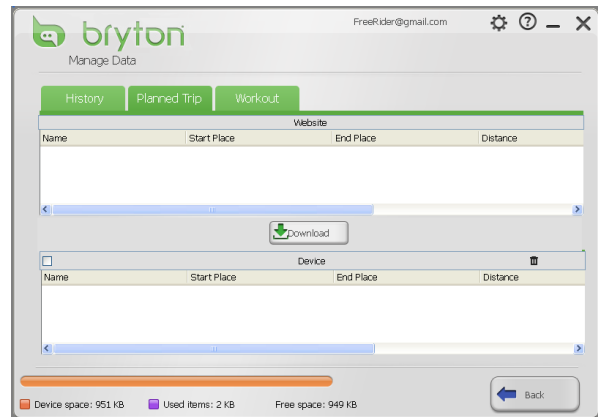 FreeRider@gmail.com
bryton
Manage Data
History Planned Trip Workout
Website
Name Start Place End Place Distance
Download
Device
Name Start Place End Place Distance
Device space: 951 KB Used items: 2 KB Free space: 949 KB
Back